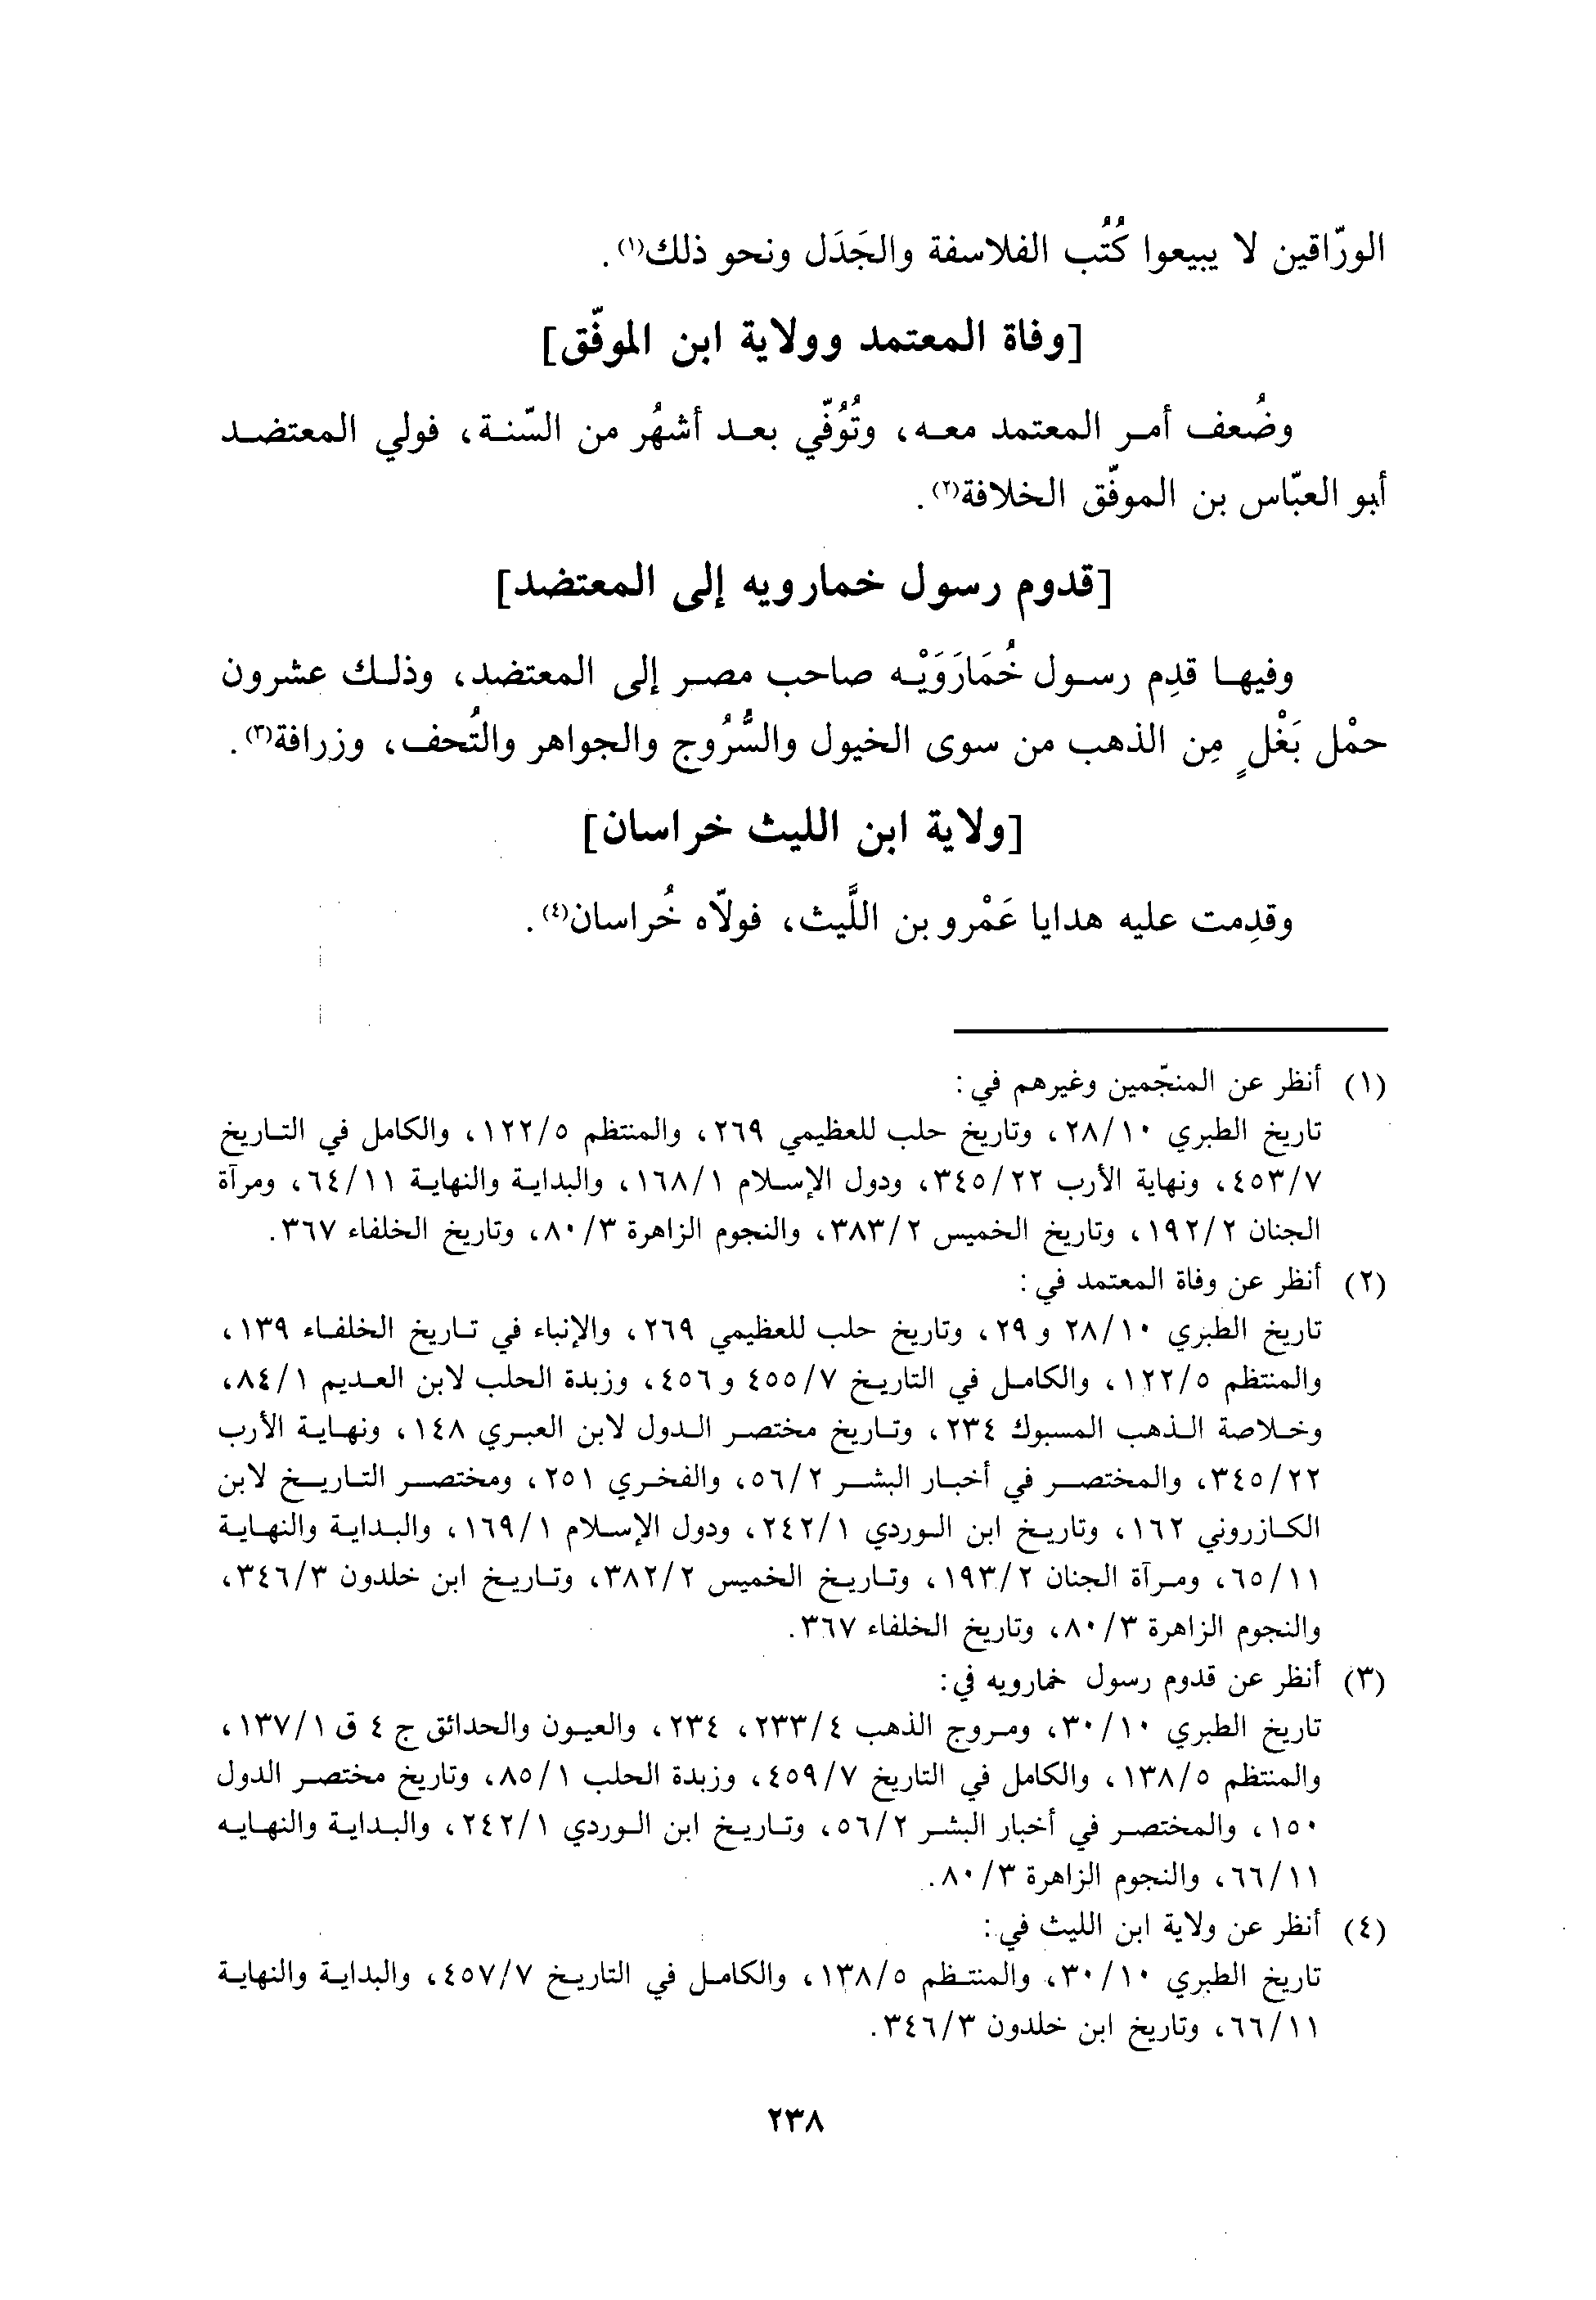 الورّاقين لا يبيعوا كُتُب الفلاسفة والجَدَل ونحو ذلك(١).
[وفاة المعتمد وولاية ابن الموفّق]
وضُعف أمر المعتمد معه، وتُوُفّي بعد أشهُر من السّنة، فولي المعتضد
أبو العبّاس بن الموفّق الخلافة(٢).
[قدوم رسول خمارويه إلى المعتضد]
وفيها قدِم رسول خُمَارَوَيْه صاحب مصر إلى المعتضد، وذلك عشرون
حمْل بَغْلٍ مِن الذهب من سوى الخيول والسُّرُوج والجواهر والتُحف، وزرافة(٣).
[ولاية ابن الليث خراسان]
وقدِمت عليه هدايا عَمْرو بن اللَّيث، فولّاه خُراسان(٤).
(١) أنظر عن المنجّمين وغيرهم في:
تاريخ الطبري ٢٨/١٠، وتاريخ حلب للعظيمي ٢٦٩، والمنتظم ١٢٢/٥، والكامل في التاريخ
٤٥٣/٧، ونهاية الأرب ٣٤٥/٢٢، ودول الإسلام ١٦٨/١، والبداية والنهاية ٦٤/١١، ومرآة
الجنان ١٩٢/٢، وتاريخ الخميس ٣٨٣/٢، والنجوم الزاهرة ٨٠/٣، وتاريخ الخلفاء ٣٦٧.
(٢) أنظر عن وفاة المعتمد في:
تاريخ الطبري ٢٨/١٠ و ٢٩، وتاريخ حلب للعظيمي ٢٦٩، والإنباء في تاريخ الخلفاء ١٣٩،
والمنتظم ١٢٢/٥، والكامل في التاريخ ٤٥٥/٧ و ٤٥٦، وزبدة الحلب لابن العديم ٨٤/١،
وخلاصة الذهب المسبوك ٢٣٤، وتاريخ مختصر الدول لابن العبري ١٤٨، ونهاية الأرب
٣٤٥/٢٢، والمختصر في أخبار البشر ٥٦/٢، والفخري ٢٥١، ومختصر التاريخ لابن
الكازروني ١٦٢، وتاريخ ابن الوردي ٢٤٢/١، ودول الإسلام ١٦٩/١، والبداية والنهاية
٦٥/١١، ومرآة الجنان ١٩٣/٢، وتاريخ الخميس ٣٨٢/٢، وتاريخ ابن خلدون ٣٤٦/٣،
والنجوم الزاهرة ٨٠/٣، وتاريخ الخلفاء ٣٦٧.
(٣) أنظر عن قدوم رسول خمارويه في:
تاريخ الطبري ٣٠/١٠، ومروج الذهب ٢٣٣/٤، ٢٣٤، والعيون والحدائق ج ٤ ق ١٣٧/١،
والمنتظم ١٣٨/٥، والكامل في التاريخ ٤٥٩/٧، وزبدة الحلب ٨٥/١، وتاريخ مختصر الدول
١٥٠، والمختصر في أخبار البشر ٥٦/٢، وتاريخ ابن الوردي ٢٤٢/١، والبداية والنهايه
٦٦/١١، والنجوم الزاهرة ٨٠/٣.
(٤) أنظر عن ولاية ابن الليث في:
تاريخ الطبري ٣٠/١٠، والمنتظم ١٣٨/٥، والكامل في التاريخ ٤٥٧/٧، والبداية والنهاية
٦٦/١١، وتاريخ ابن خلدون ٣٤٦/٣.
٢٣٨